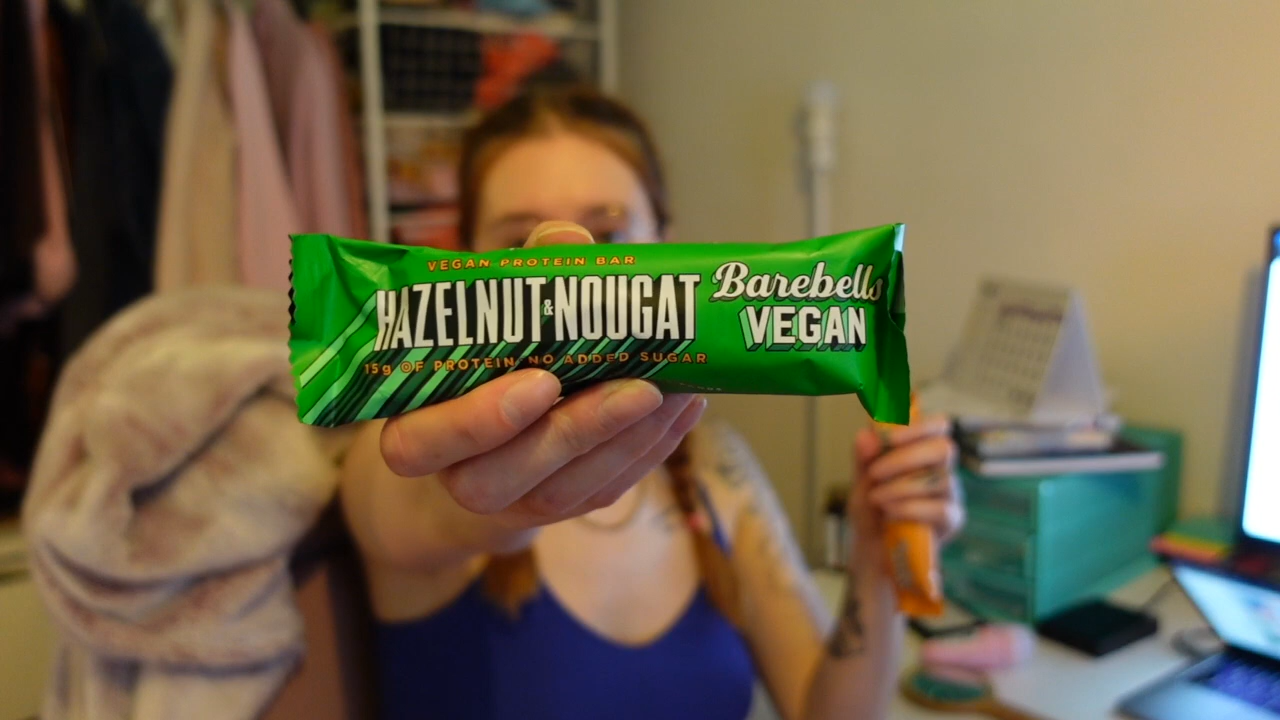 VEGAN PROTEIN BAR
HAZELNUT & NOUGAT
15g OF PROTEIN NO ADDED SUGAR
Barebells
VEGAN